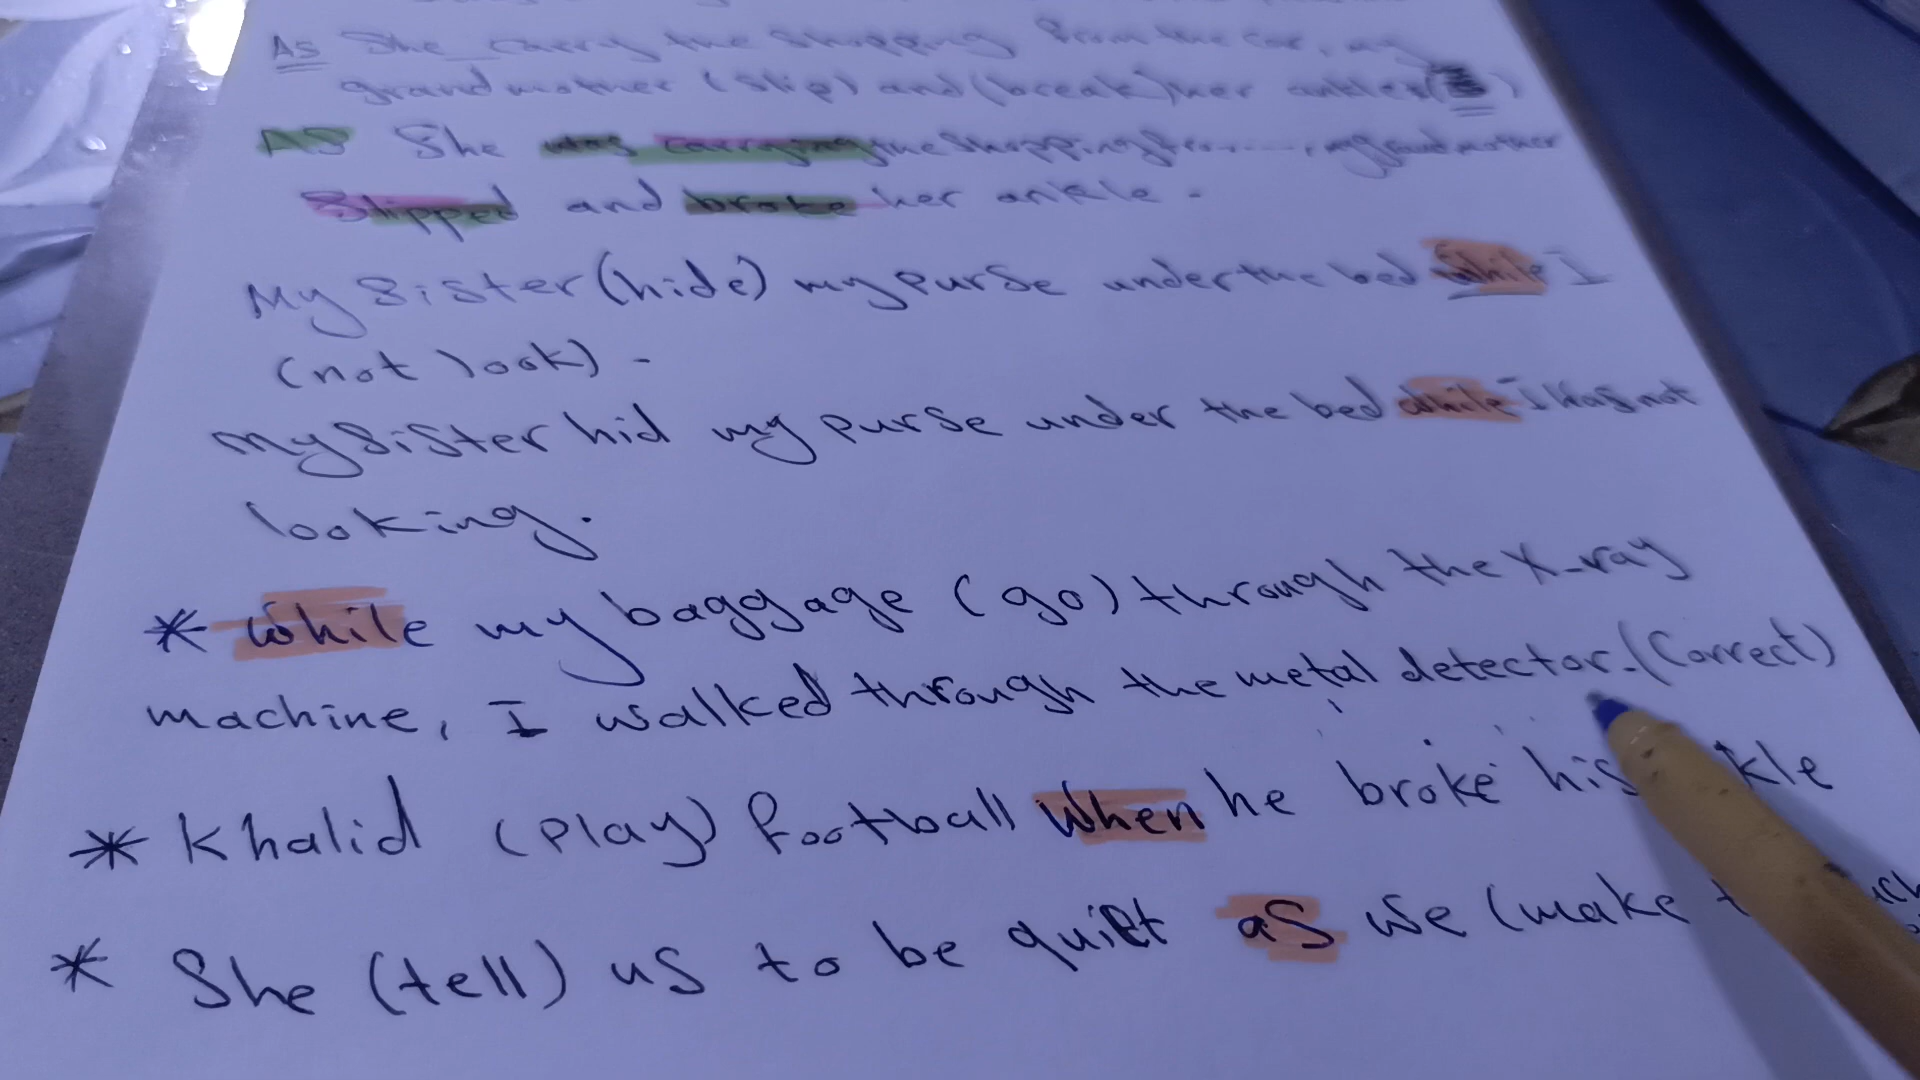 As She carry the shopping from the car, my
grandmother (slip) and (break) her ankle
AS She was carrying the shopping fr......, my grandmother
Slipped and broke her ankle.
My Sister (hide) my purse under the bed while I
(not look).
My Sister hid my purse under the bed while I was not
looking.
* while my baggage (go) through the X-ray
machine, I walked through the metal detector. (Correct)
* Khalid (Play) football when he broke his
* She (tell) us to be quiet as we (make